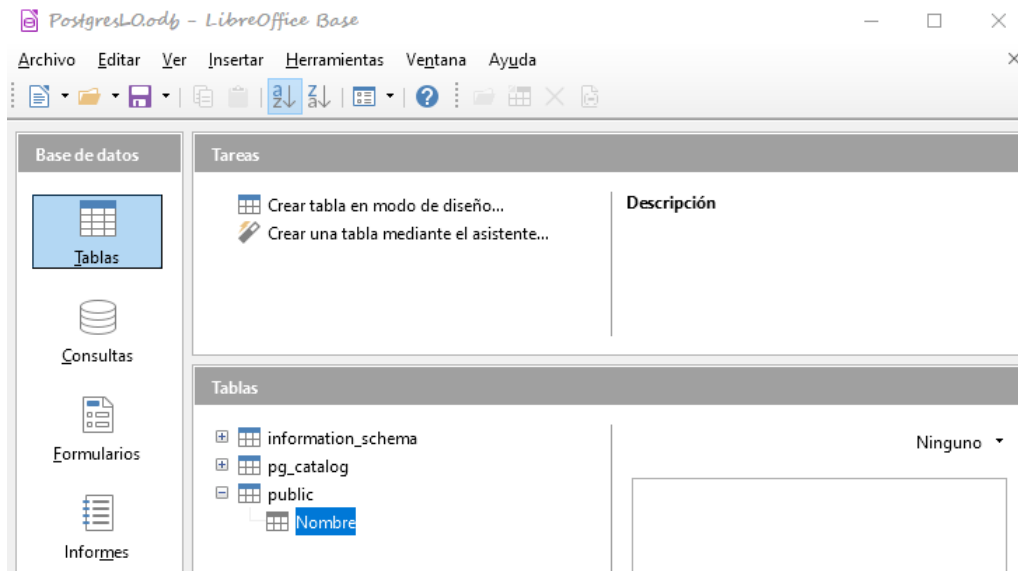 PostgresLO.odb – LibreOffice Base
Archivo Editar Ver Insertar Herramientas Ventana Ayuda
Base de datos
Tareas
Tablas
Crear tabla en modo de diseño...
Crear una tabla mediante el asistente...
Descripción
Consultas
Formularios
Informes
Tablas
information_schema
pg_catalog
public
Nombre
Ninguno